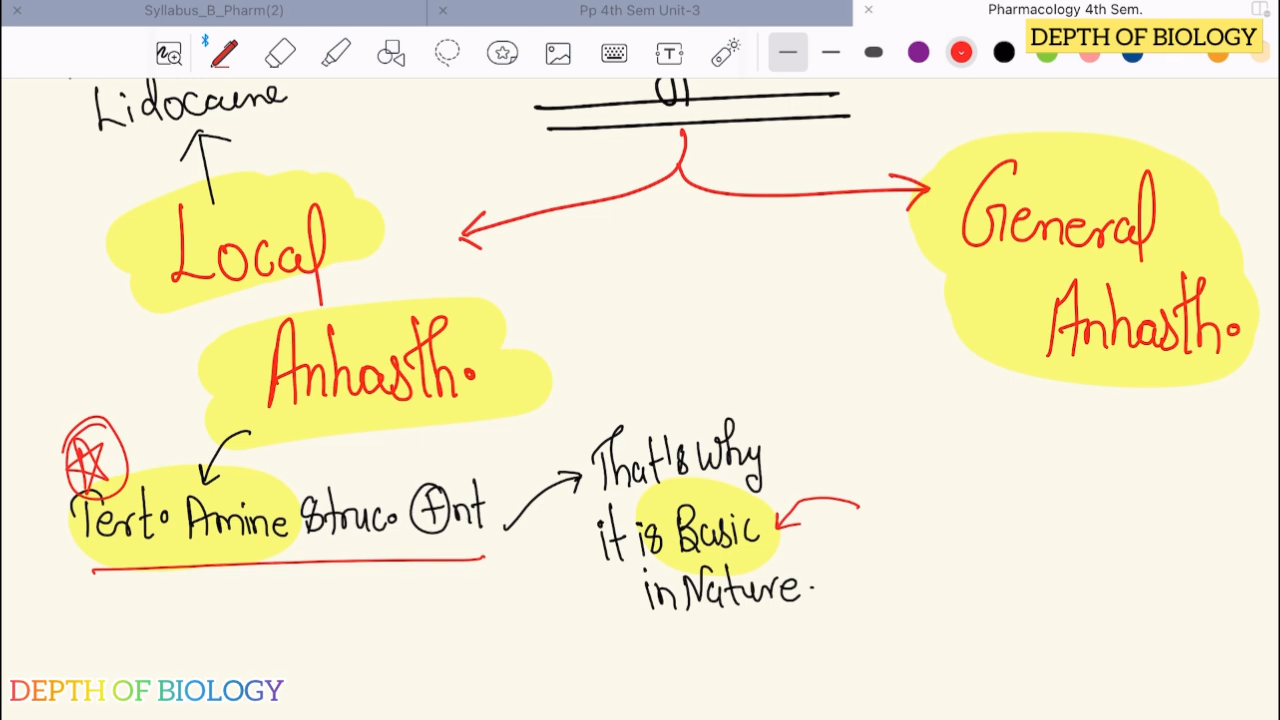 Syllabus_B_Pharm(2)
Pp 4th Sem Unit-3
Pharmacology 4th Sem.
DEPTH OF BIOLOGY
Lidocaine
Local
Anhasth.
General
Anhasth.
Tert. Amine Struc. ⊕nt
That's why
it is Basic
in Nature.
DEPTH OF BIOLOGY